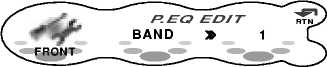 P.EQ EDIT
RTN
FRONT BAND 1